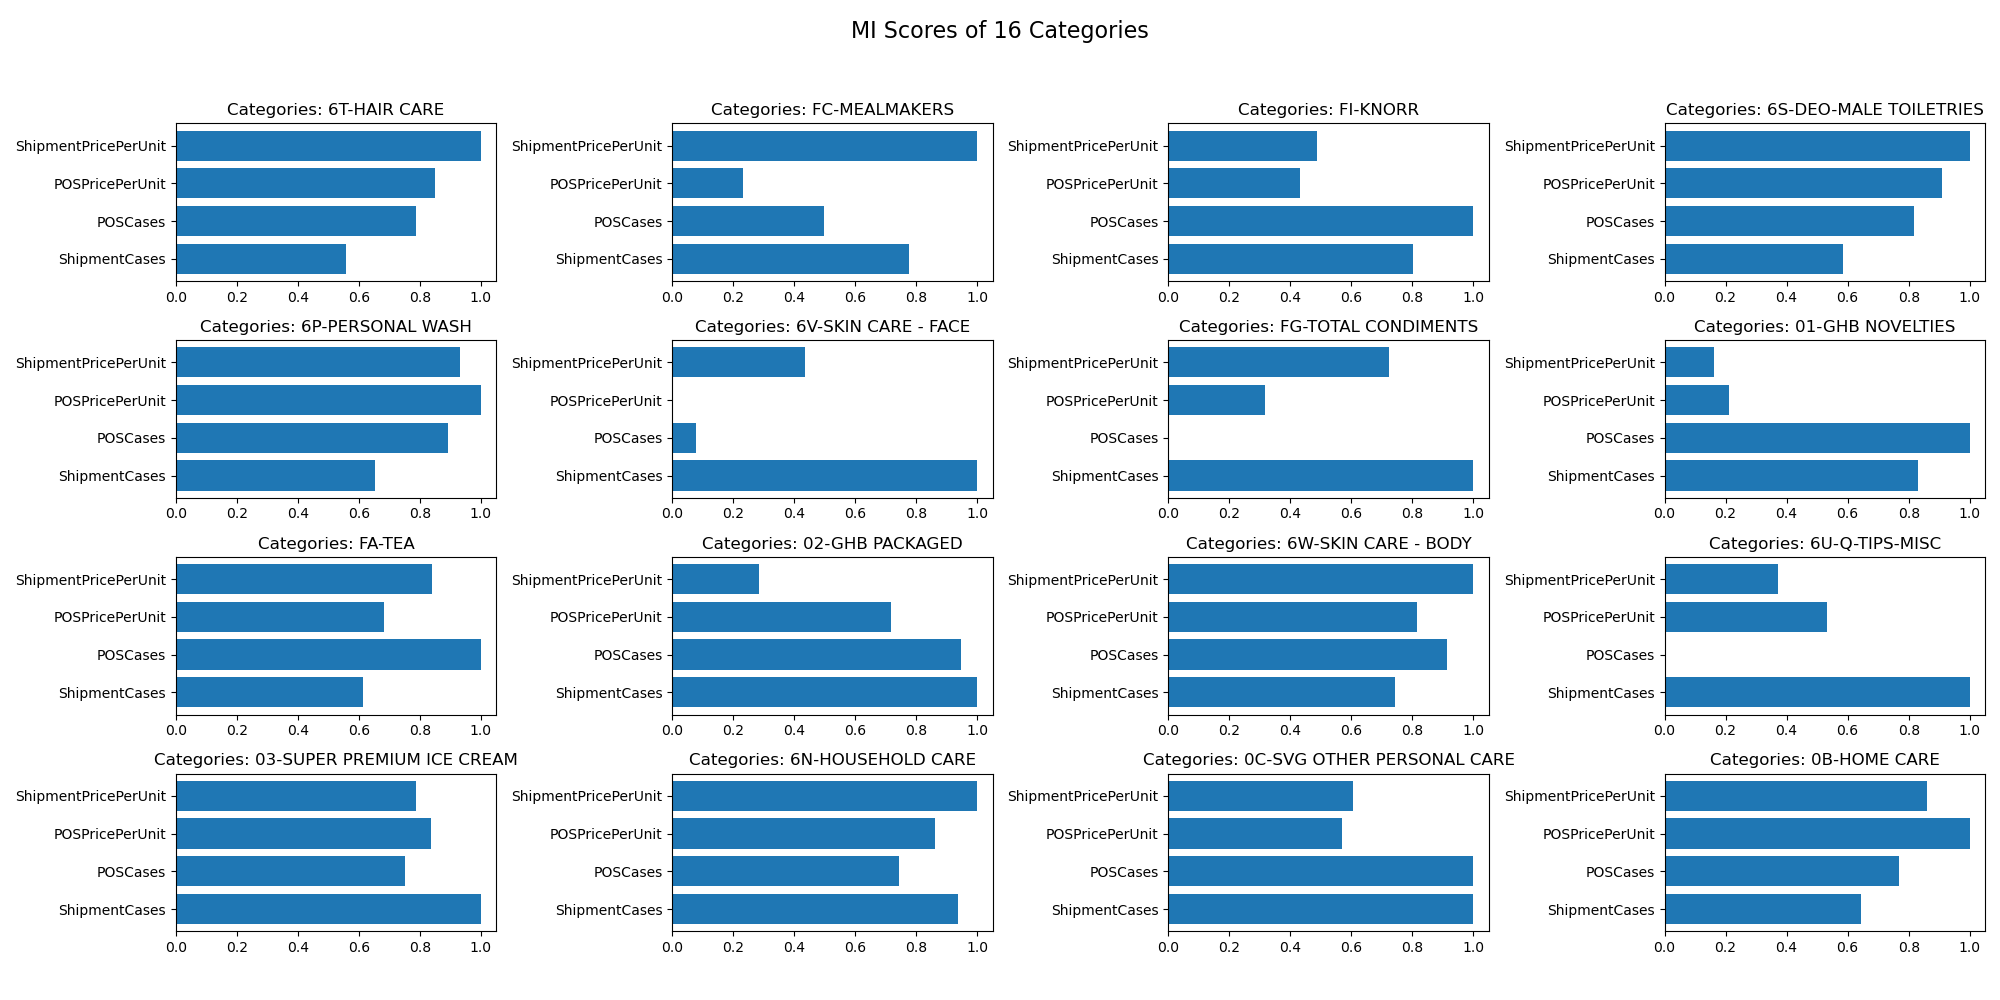 MI Scores of 16 Categories
Categories: 6T-HAIR CARE
ShipmentPricePerUnit
POSPricePerUnit
POSCases
ShipmentCases
0.0 0.2 0.4 0.6 0.8 1.0
Categories: FC-MEALMAKERS
ShipmentPricePerUnit
POSPricePerUnit
POSCases
ShipmentCases
0.0 0.2 0.4 0.6 0.8 1.0
Categories: FI-KNORR
ShipmentPricePerUnit
POSPricePerUnit
POSCases
ShipmentCases
0.0 0.2 0.4 0.6 0.8 1.0
Categories: 6S-DEO-MALE TOILETRIES
ShipmentPricePerUnit
POSPricePerUnit
POSCases
ShipmentCases
0.0 0.2 0.4 0.6 0.8 1.0
Categories: 6P-PERSONAL WASH
ShipmentPricePerUnit
POSPricePerUnit
POSCases
ShipmentCases
0.0 0.2 0.4 0.6 0.8 1.0
Categories: 6V-SKIN CARE - FACE
ShipmentPricePerUnit
POSPricePerUnit
POSCases
ShipmentCases
0.0 0.2 0.4 0.6 0.8 1.0
Categories: FG-TOTAL CONDIMENTS
ShipmentPricePerUnit
POSPricePerUnit
POSCases
ShipmentCases
0.0 0.2 0.4 0.6 0.8 1.0
Categories: 01-GHB NOVELTIES
ShipmentPricePerUnit
POSPricePerUnit
POSCases
ShipmentCases
0.0 0.2 0.4 0.6 0.8 1.0
Categories: FA-TEA
ShipmentPricePerUnit
POSPricePerUnit
POSCases
ShipmentCases
0.0 0.2 0.4 0.6 0.8 1.0
Categories: 02-GHB PACKAGED
ShipmentPricePerUnit
POSPricePerUnit
POSCases
ShipmentCases
0.0 0.2 0.4 0.6 0.8 1.0
Categories: 6W-SKIN CARE - BODY
ShipmentPricePerUnit
POSPricePerUnit
POSCases
ShipmentCases
0.0 0.2 0.4 0.6 0.8 1.0
Categories: 6U-Q-TIPS-MISC
ShipmentPricePerUnit
POSPricePerUnit
POSCases
ShipmentCases
0.0 0.2 0.4 0.6 0.8 1.0
Categories: 03-SUPER PREMIUM ICE CREAM
ShipmentPricePerUnit
POSPricePerUnit
POSCases
ShipmentCases
0.0 0.2 0.4 0.6 0.8 1.0
Categories: 6N-HOUSEHOLD CARE
ShipmentPricePerUnit
POSPricePerUnit
POSCases
ShipmentCases
0.0 0.2 0.4 0.6 0.8 1.0
Categories: 0C-SVG OTHER PERSONAL CARE
ShipmentPricePerUnit
POSPricePerUnit
POSCases
ShipmentCases
0.0 0.2 0.4 0.6 0.8 1.0
Categories: 0B-HOME CARE
ShipmentPricePerUnit
POSPricePerUnit
POSCases
ShipmentCases
0.0 0.2 0.4 0.6 0.8 1.0